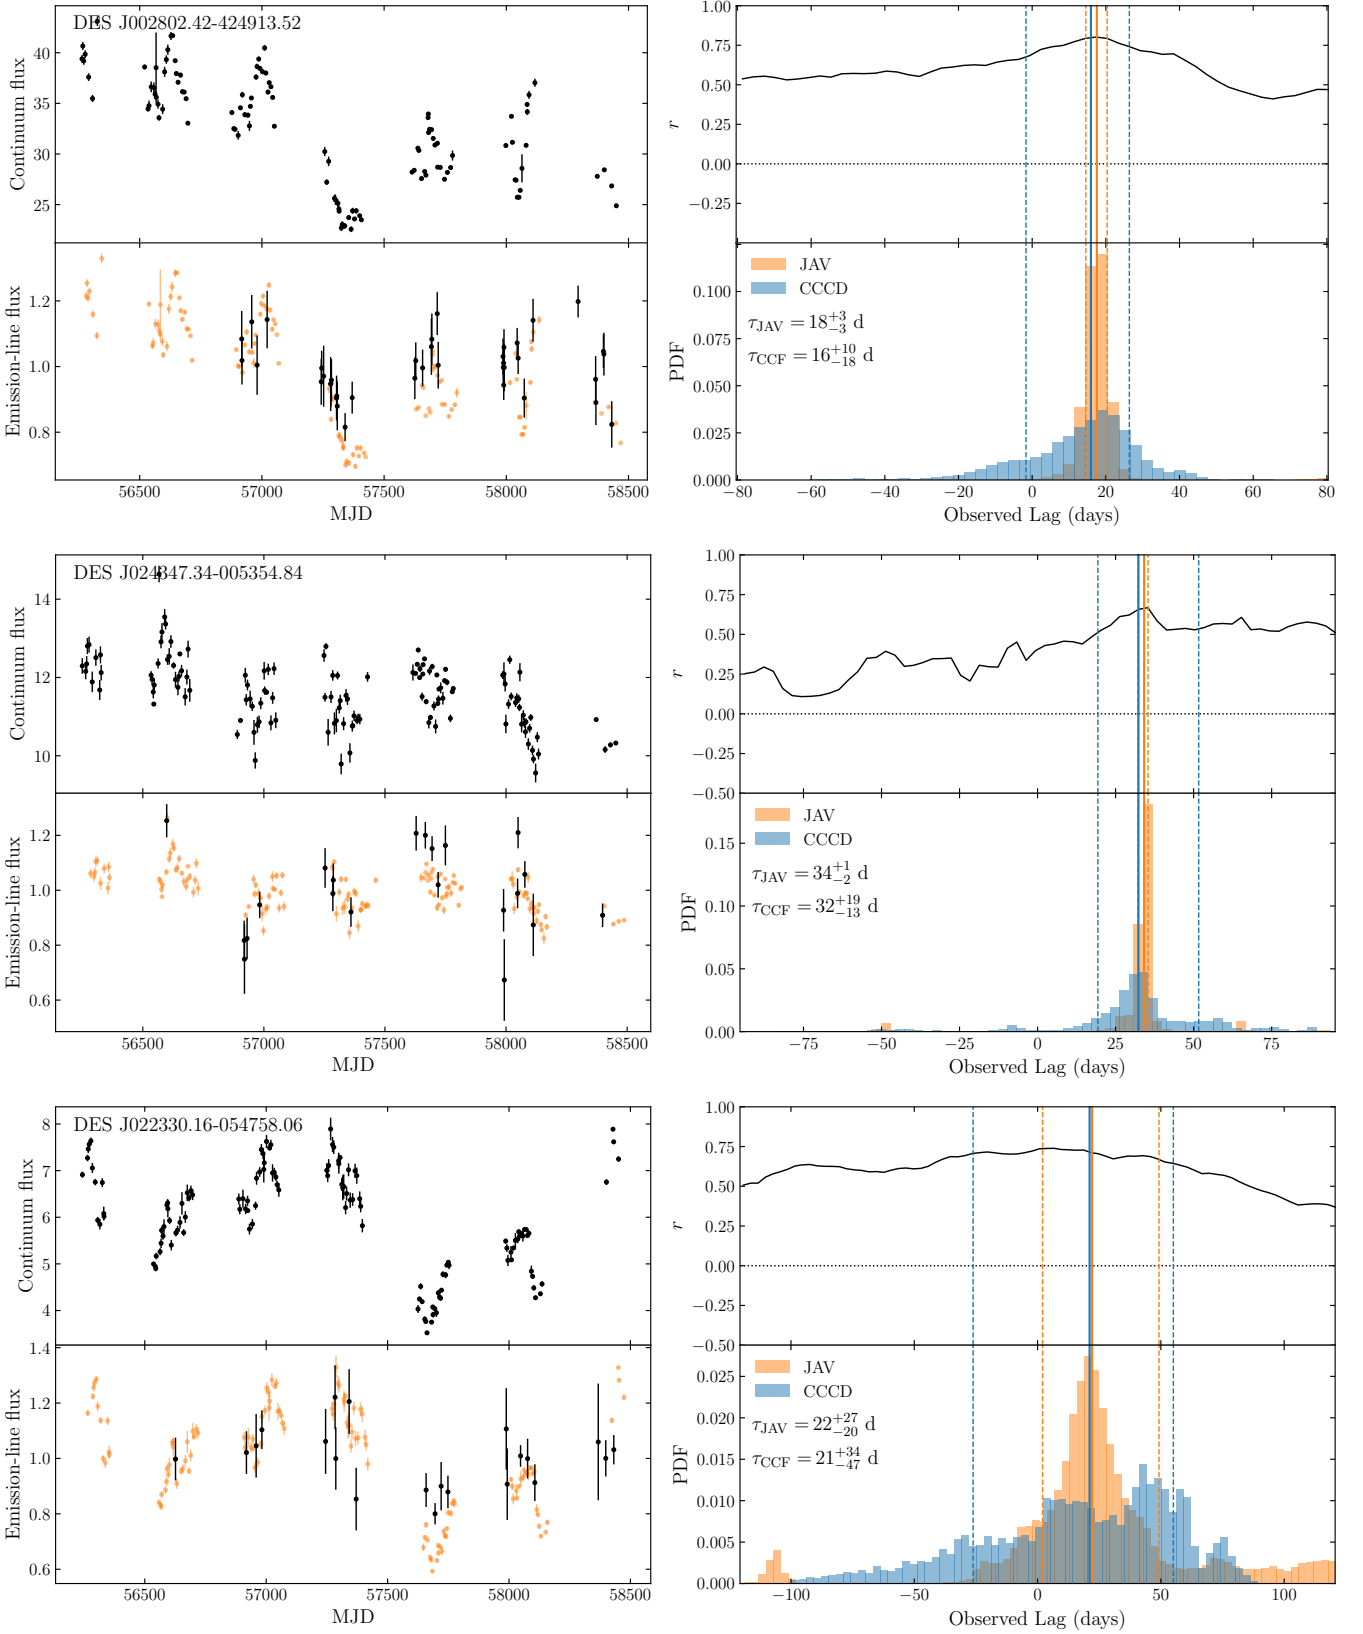 DES J002802.42-424913.52
Continuum flux
40
35
30
25
Emission-line flux
1.2
1.0
0.8
56500 57000 57500 58000 58500
MJD
r
1.00
0.75
0.50
0.25
0.00
−0.25
JAV
CCCD
τJAV = 18+3−3 d
τCCF = 16+10−18 d
PDF
0.100
0.075
0.050
0.025
0.000
−80 −60 −40 −20 0 20 40 60 80
Observed Lag (days)
DES J024347.34-005354.84
Continuum flux
14
12
10
Emission-line flux
1.2
1.0
0.8
0.6
56500 57000 57500 58000 58500
MJD
r
1.00
0.75
0.50
0.25
0.00
−0.25
−0.50
JAV
CCCD
τJAV = 34+1−2 d
τCCF = 32+19−13 d
PDF
0.15
0.10
0.05
0.00
−75 −50 −25 0 25 50 75
Observed Lag (days)
DES J022330.16-054758.06
Continuum flux
8
7
6
5
4
Emission-line flux
1.4
1.2
1.0
0.8
0.6
56500 57000 57500 58000 58500
MJD
r
1.00
0.75
0.50
0.25
0.00
−0.25
−0.50
JAV
CCCD
τJAV = 22+27−20 d
τCCF = 21+34−47 d
PDF
0.025
0.020
0.015
0.010
0.005
0.000
−100 −50 0 50 100
Observed Lag (days)